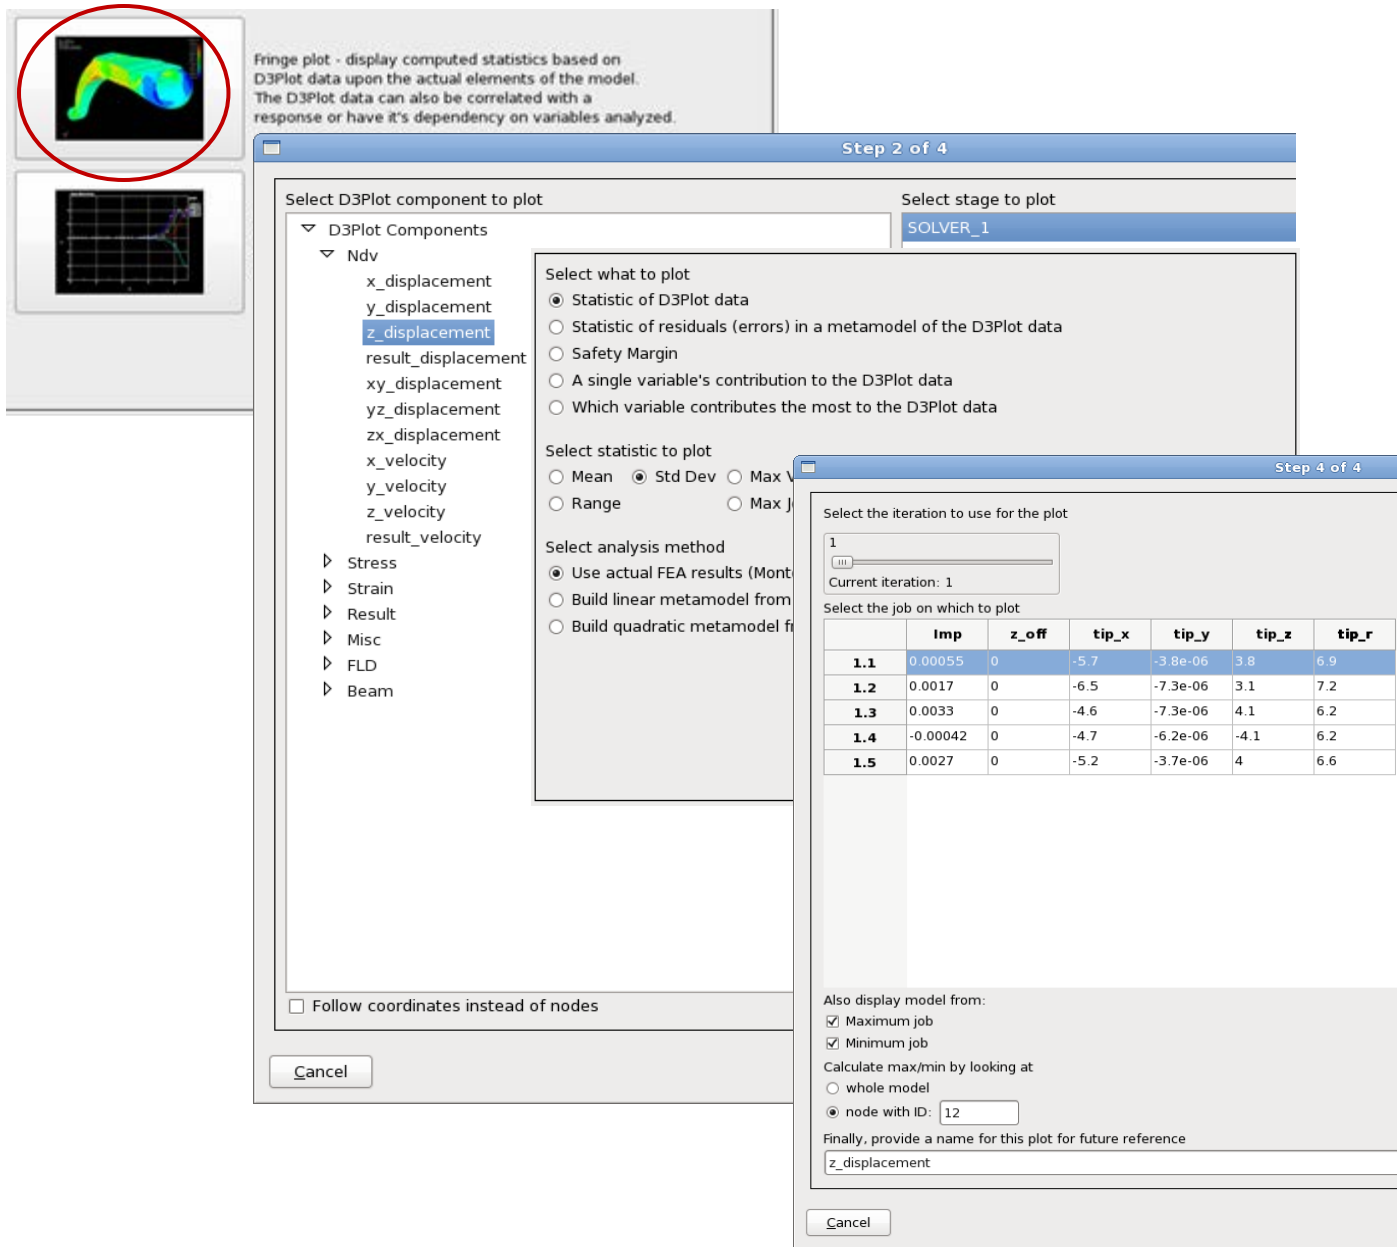 Fringe plot - display computed statistics based on
D3Plot data upon the actual elements of the model.
The D3Plot data can also be correlated with a
response or have it's dependency on variables analyzed.
Step 2 of 4
Select D3Plot component to plot
Select stage to plot
D3Plot Components
SOLVER_1
Ndv
x_displacement
y_displacement
z_displacement
result_displacement
xy_displacement
yz_displacement
zx_displacement
x_velocity
y_velocity
z_velocity
result_velocity
Stress
Strain
Result
Misc
FLD
Beam
Follow coordinates instead of nodes
Cancel
Select what to plot
Statistic of D3Plot data
Statistic of residuals (errors) in a metamodel of the D3Plot data
Safety Margin
A single variable's contribution to the D3Plot data
Which variable contributes the most to the D3Plot data
Select statistic to plot
Mean Std Dev Max
Range Max
Select analysis method
Use actual FEA results
Build linear metamodel from
Build quadratic metamodel
Step 4 of 4
Select the iteration to use for the plot
1
Current iteration: 1
Select the job on which to plot
Imp z_off tip_x tip_y tip_z tip_r
1.1 0.00055 0 -5.7 -3.8e-06 3.8 6.9
1.2 0.0017 0 -6.5 -7.3e-06 3.1 7.2
1.3 0.0033 0 -4.6 -7.3e-06 4.1 6.2
1.4 -0.00042 0 -4.7 -6.2e-06 -4.1 6.2
1.5 0.0027 0 -5.2 -3.7e-06 4 6.6
Also display model from:
Maximum job
Minimum job
Calculate max/min by looking at
whole model
node with ID: 12
Finally, provide a name for this plot for future reference
z_displacement
Cancel